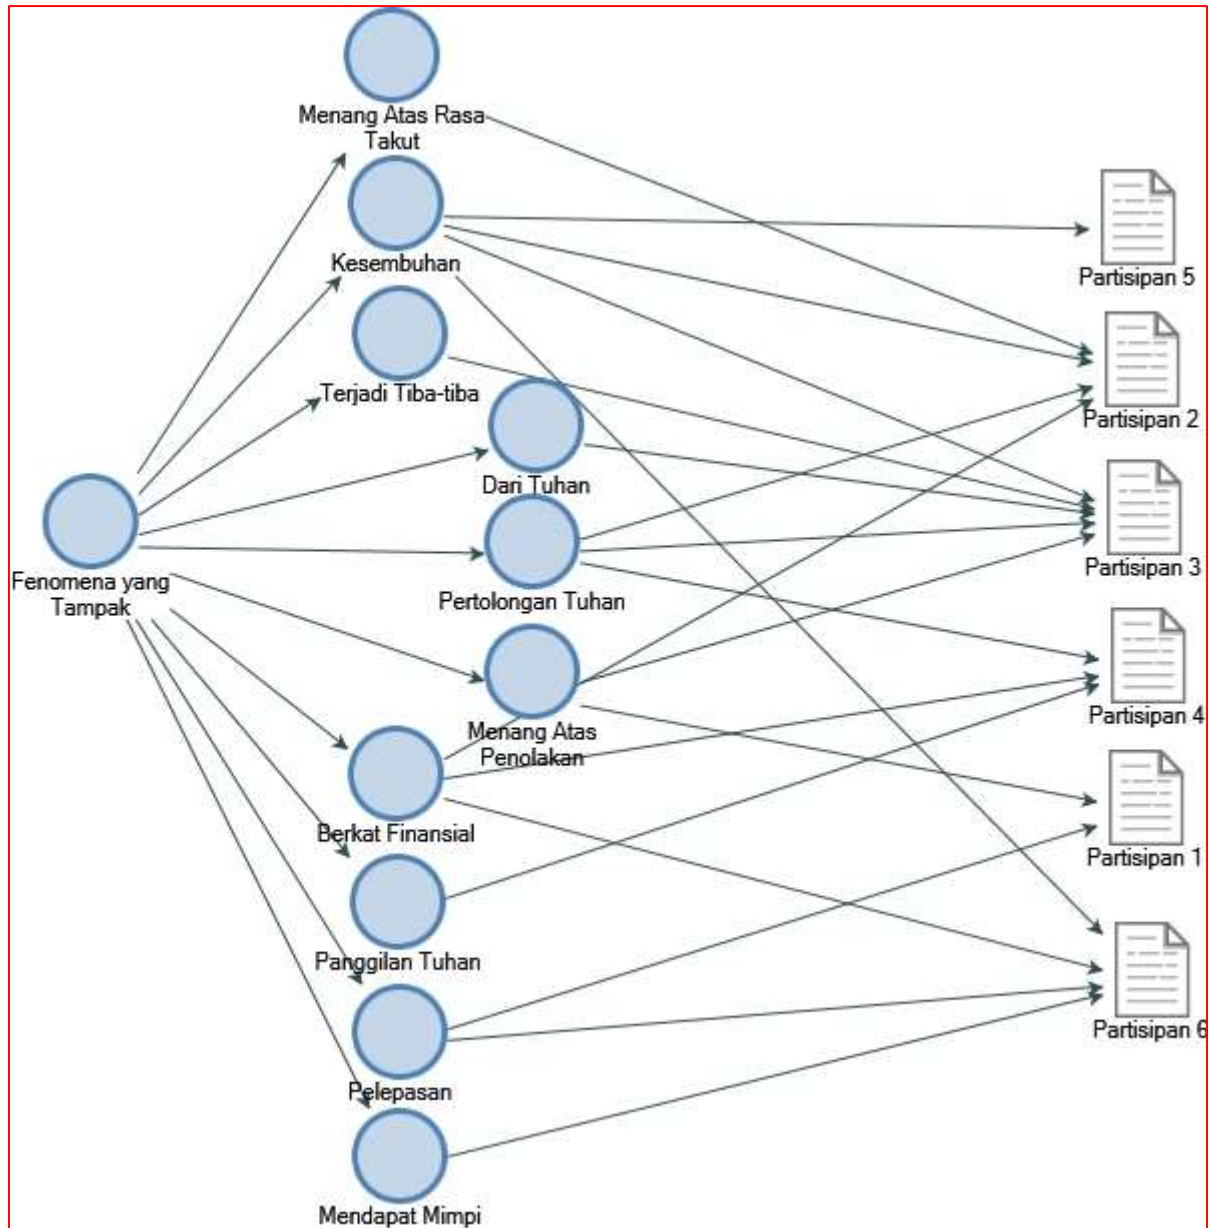 Menang Atas Rasa
Takut
Kesembuhan
Partisipan 5
Terjadi Tiba-tiba
Partisipan 2
Dari Tuhan
Partisipan 3
Fenomena yang
Tampak
Pertolongan Tuhan
Partisipan 4
Menang Atas
Penolakan
Berkat Finansial
Partisipan 1
Panggilan Tuhan
Partisipan 6
Pelepasan
Mendapat Mimpi